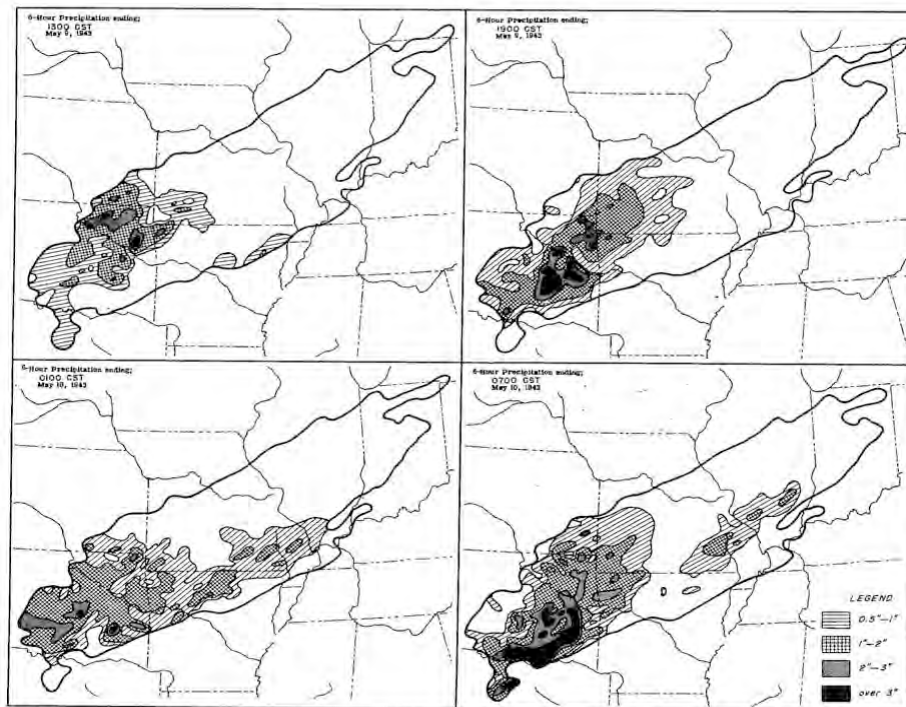 6-Hour Precipitation ending;
1300 CST
May 9, 1943
6-Hour Precipitation ending;
1900 CST
May 9, 1943
6-Hour Precipitation ending;
0100 CST
May 10, 1943
6-Hour Precipitation ending;
0700 CST
May 10, 1943
LEGEND
0.5"—1"
1"—2"
2"—3"
over 3"